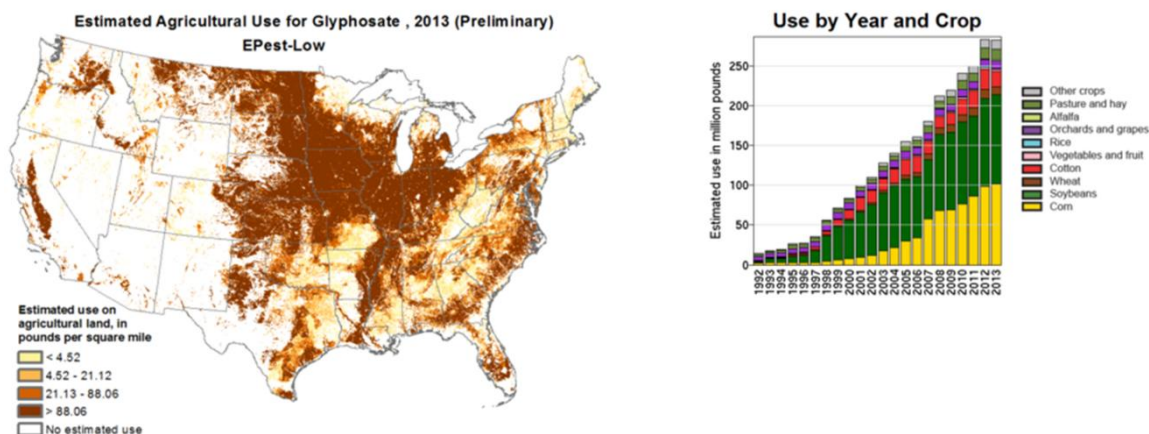 Estimated Agricultural Use for Glyphosate , 2013 (Preliminary)
EPest-Low
Estimated use on
agricultural land, in
pounds per square mile
< 4.52
4.52 - 21.12
21.13 - 88.06
> 88.06
No estimated use
Use by Year and Crop
Estimated use in million pounds
250
200
150
100
50
0
1992
1993
1994
1995
1996
1997
1998
1999
2000
2001
2002
2003
2004
2005
2006
2007
2008
2009
2010
2011
2012
2013
Other crops
Pasture and hay
Alfalfa
Orchards and grapes
Rice
Vegetables and fruit
Cotton
Wheat
Soybeans
Corn